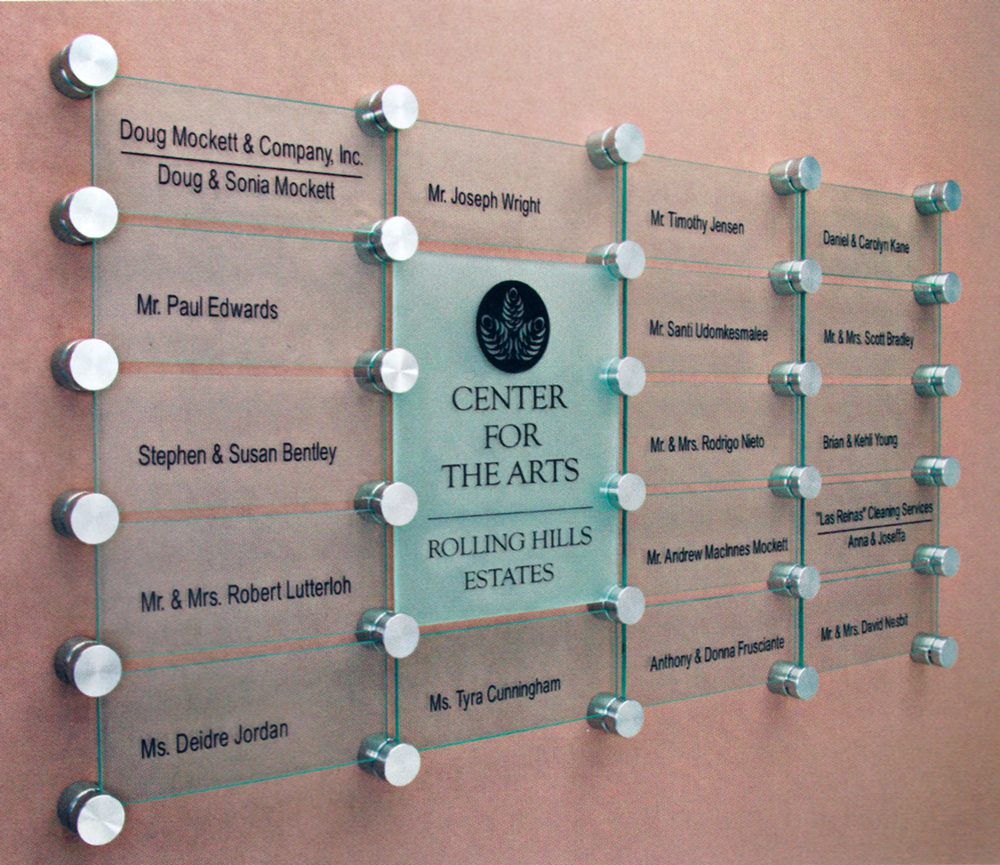 Doug Mockett & Company, Inc.
Doug & Sonia Mockett
Mr. Paul Edwards
Stephen & Susan Bentley
Mr. & Mrs. Robert Lutterloh
Ms. Deidre Jordan
Mr. Joseph Wright
CENTER
FOR
THE ARTS
ROLLING HILLS
ESTATES
Ms. Tyra Cunningham
Mr. Timothy Jensen
Mr. Santi Udomkesmalee
Mr. & Mrs. Rodrigo Nieto
Mr. Andrew MacInnes Mockett
Anthony & Donna Frusciante
Daniel & Carolyn Kane
Mr. & Mrs. Scott Bradley
Brian & Kehli Young
"Las Reinas" Cleaning Services
Anna & Joseffa
Mr. & Mrs. David Nesbit